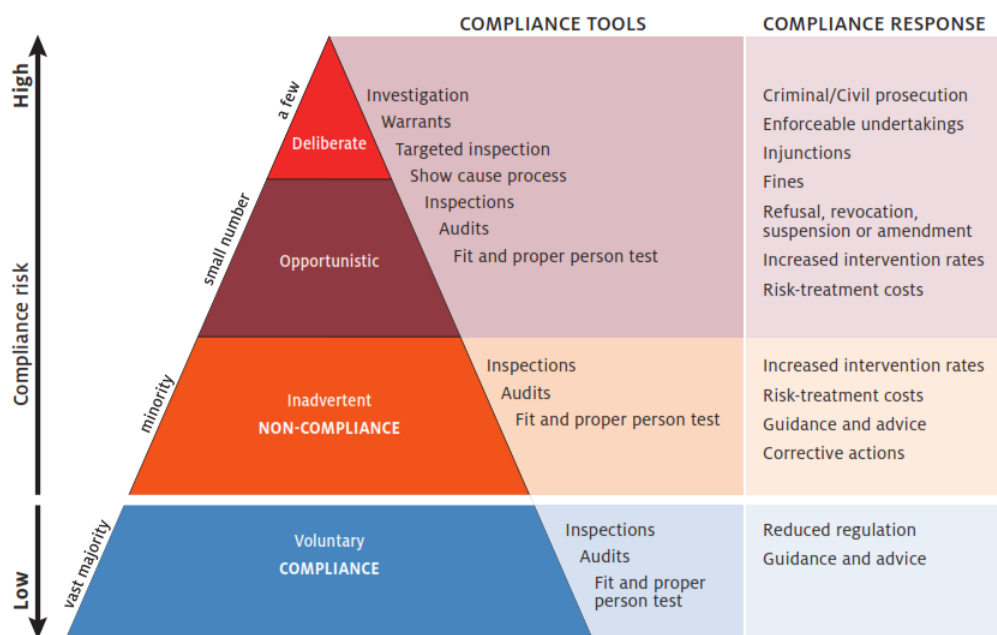 COMPLIANCE TOOLS
COMPLIANCE RESPONSE
High
Compliance risk
Low
a few
small number
minority
vast majority
Deliberate
Opportunistic
Inadvertent
NON-COMPLIANCE
Voluntary
COMPLIANCE
Investigation
Warrants
Targeted inspection
Show cause process
Inspections
Audits
Fit and proper person test
Criminal/Civil prosecution
Enforceable undertakings
Injunctions
Fines
Refusal, revocation,
suspension or amendment
Increased intervention rates
Risk-treatment costs
Inspections
Audits
Fit and proper person test
Increased intervention rates
Risk-treatment costs
Guidance and advice
Corrective actions
Inspections
Audits
Fit and proper
person test
Reduced regulation
Guidance and advice